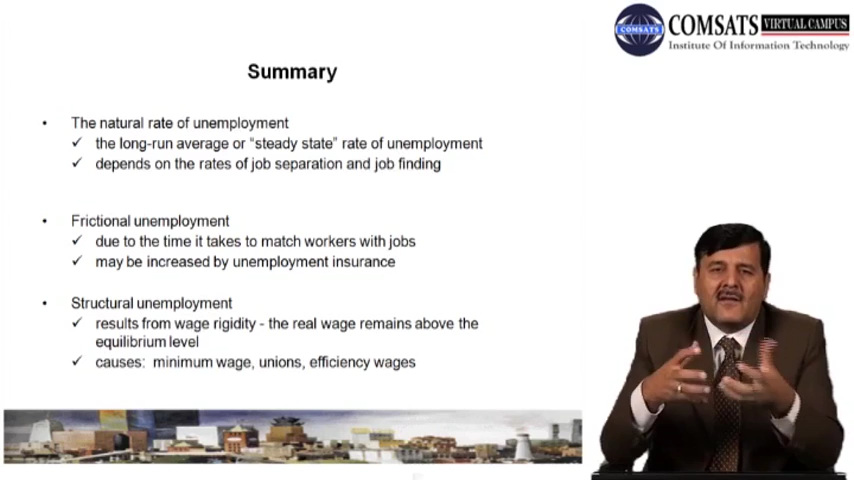 COMSATS VIRTUAL CAMPUS
COMSATS
Institute Of Information Technology
Summary
• The natural rate of unemployment
✓ the long-run average or “steady state” rate of unemployment
✓ depends on the rates of job separation and job finding
• Frictional unemployment
✓ due to the time it takes to match workers with jobs
✓ may be increased by unemployment insurance
• Structural unemployment
✓ results from wage rigidity - the real wage remains above the
equilibrium level
✓ causes: minimum wage, unions, efficiency wages